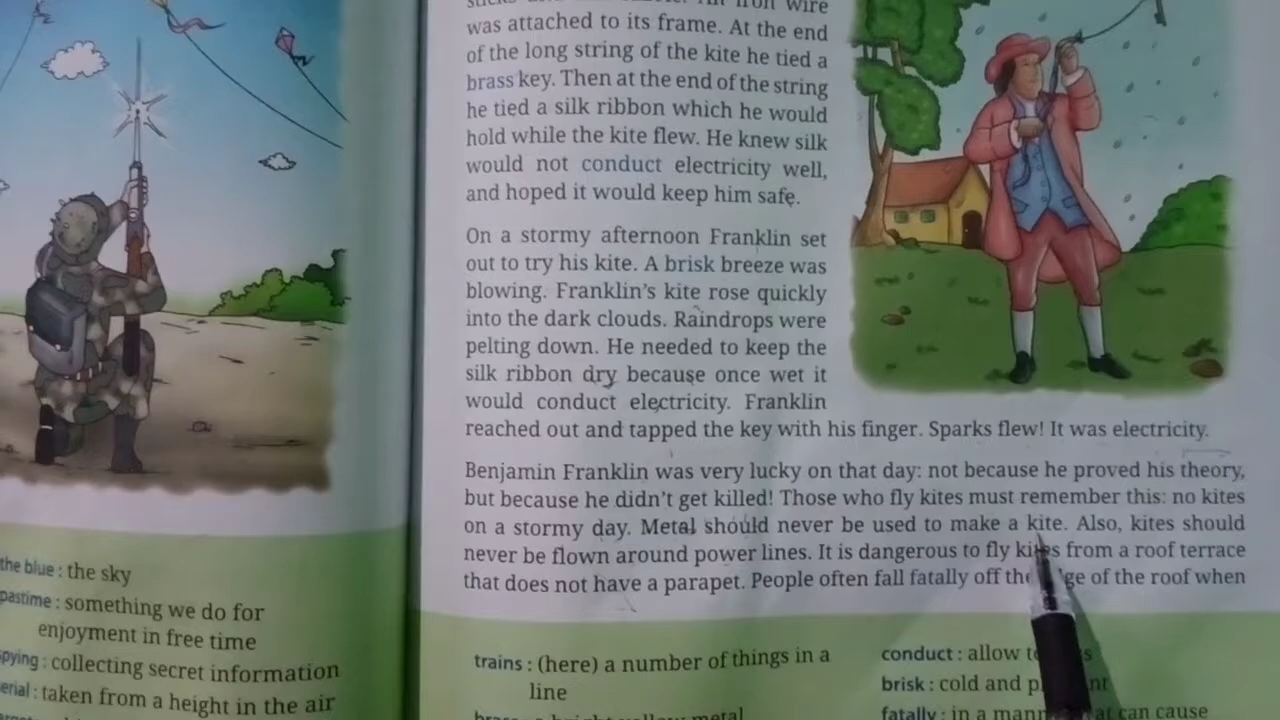 the blue : the sky
pastime : something we do for
enjoyment in free time
spying : collecting secret information
aerial : taken from a height in the air
wire
was attached to its frame. At the end
of the long string of the kite he tied a
brass key. Then at the end of the string
he tied a silk ribbon which he would
hold while the kite flew. He knew silk
would not conduct electricity well,
and hoped it would keep him safe.
On a stormy afternoon Franklin set
out to try his kite. A brisk breeze was
blowing. Franklin's kite rose quickly
into the dark clouds. Raindrops were
pelting down. He needed to keep the
silk ribbon dry because once wet it
would conduct electricity. Franklin
reached out and tapped the key with his finger. Sparks flew! It was electricity.
Benjamin Franklin was very lucky on that day: not because he proved his theory,
but because he didn't get killed! Those who fly kites must remember this: no kites
on a stormy day. Metal should never be used to make a kite. Also, kites should
never be flown around power lines. It is dangerous to fly kites from a roof terrace
that does not have a parapet. People often fall fatally off the of the roof when
trains : (here) a number of things in a
line
brass : a bright yellow metal
conduct : allow
brisk : cold and
fatally : in a can cause